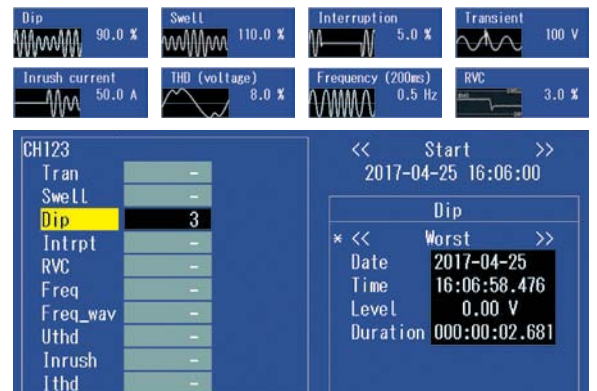 Dip Swell Interruption Transient
90.0 % 110.0 % 5.0 % 100 V
Inrush current THD (voltage) Frequency (200ms) RVC
50.0 A 8.0 % 0.5 Hz 3.0 %
CH123
Tran -
Swell -
Dip 3
Intrpt -
RVC -
Freq -
Freq_wav -
Uthd -
Inrush -
Ithd -
<< Start >>
2017-04-25 16:06:00
Dip
* << Worst >>
Date 2017-04-25
Time 16:06:58.476
Level 0.00 V
Duration 000:00:02.681